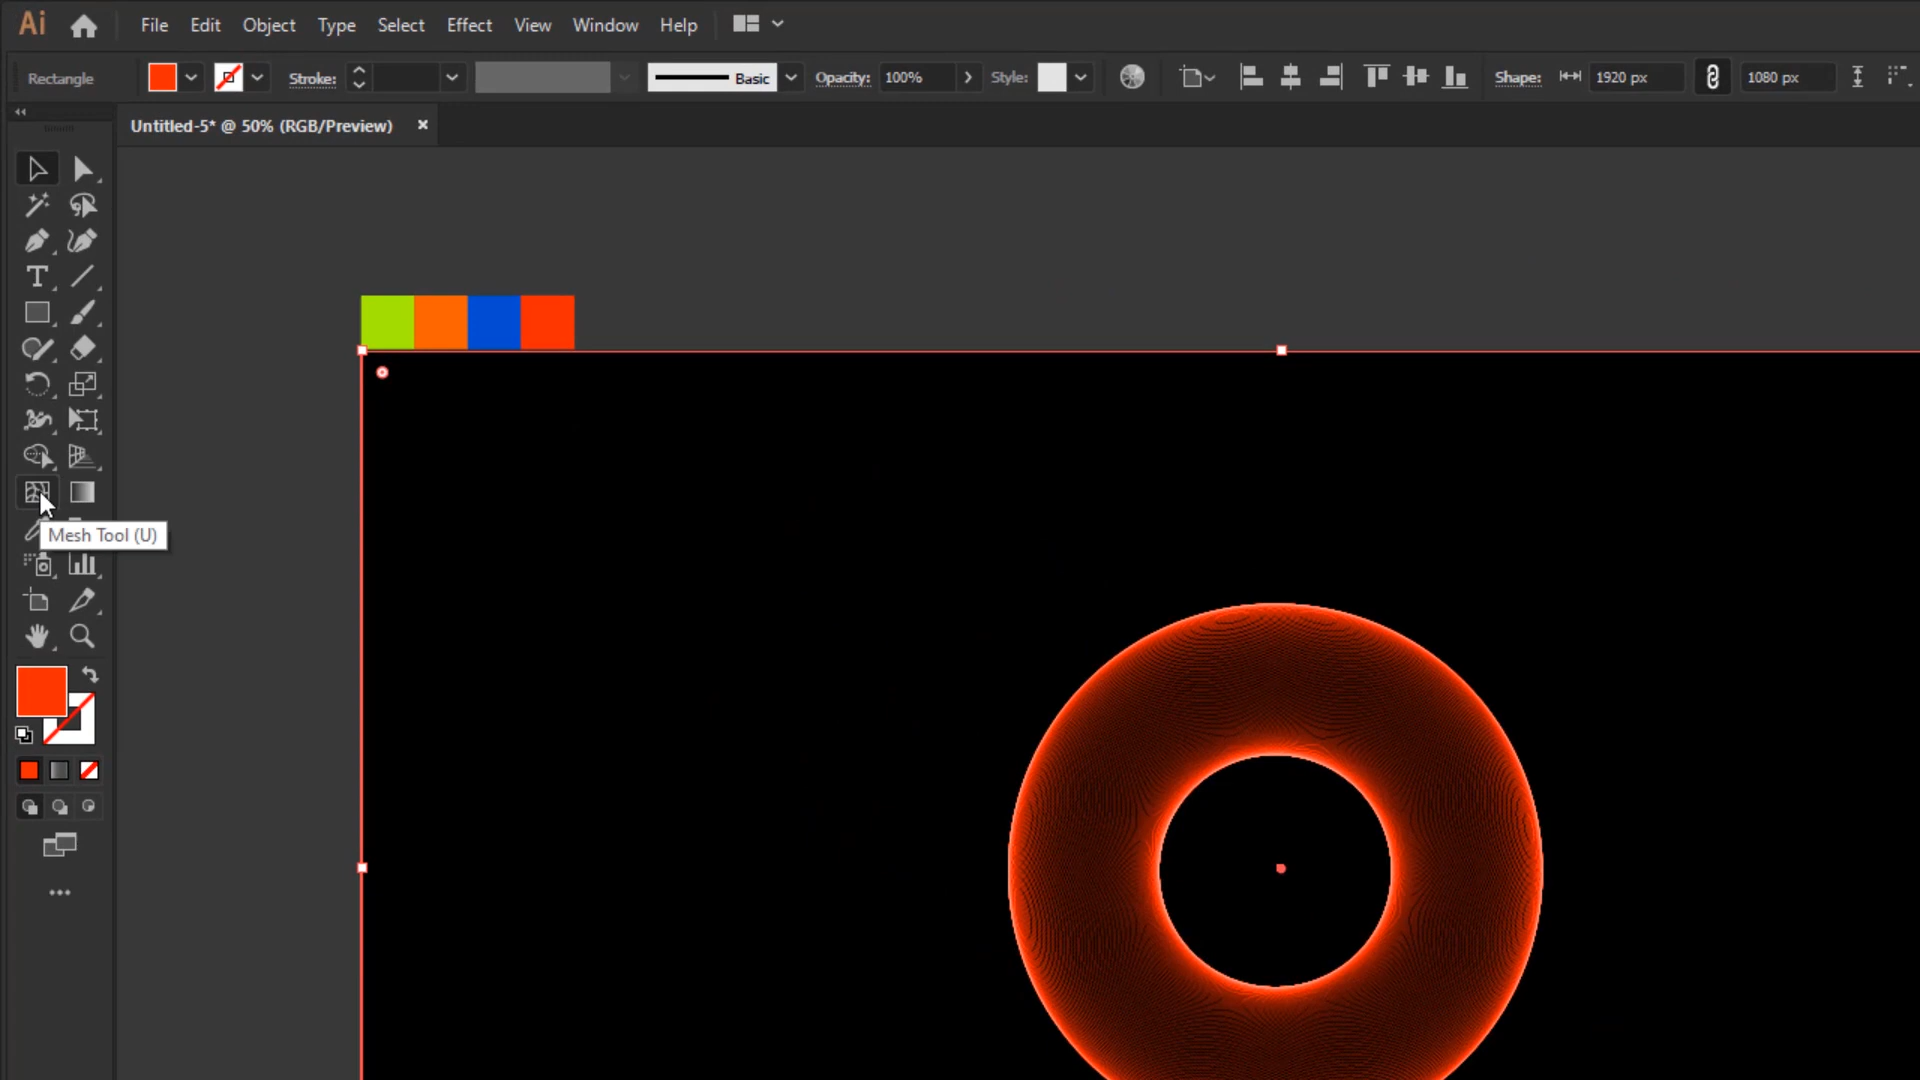 Ai File Edit Object Type Select Effect View Window Help
Rectangle Stroke: Basic Opacity: 100% Style: Shape: 1920 px 1080 px
Untitled-5* @ 50% (RGB/Preview) ×
Mesh Tool (U)